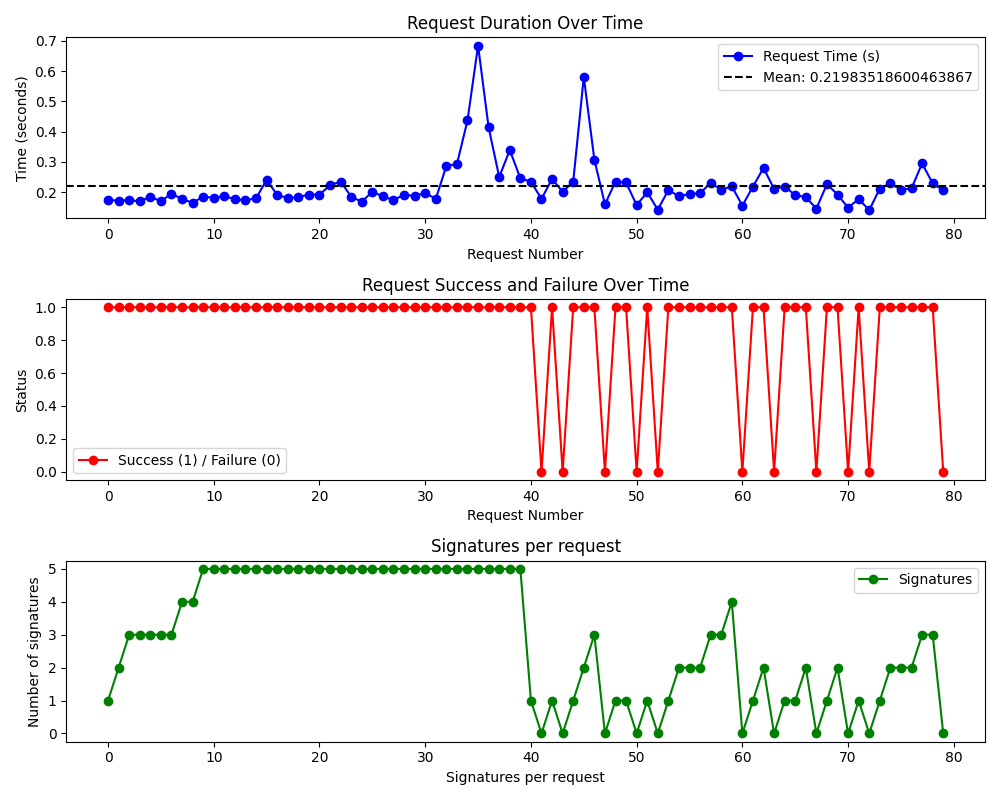 Request Duration Over Time
0.7
0.6
0.5
0.4
0.3
0.2
Time (seconds)
Request Time (s)
Mean: 0.21983518600463867
0 10 20 30 40 50 60 70 80
Request Number
Request Success and Failure Over Time
1.0
0.8
0.6
0.4
0.2
0.0
Status
Success (1) / Failure (0)
0 10 20 30 40 50 60 70 80
Request Number
Signatures per request
5
4
3
2
1
0
Number of signatures
Signatures
0 10 20 30 40 50 60 70 80
Signatures per request